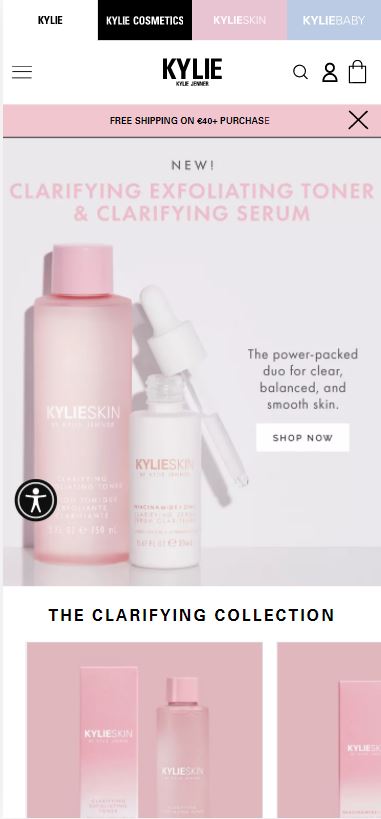 KYLIE
KYLIE COSMETICS
KYLIESKIN
KYLIEBABY
KYLIE
KYLIE JENNER
FREE SHIPPING ON €40+ PURCHASE
NEW!
CLARIFYING EXFOLIATING TONER
& CLARIFYING SERUM
The power-packed
duo for clear,
balanced, and
smooth skin.
SHOP NOW
KYLIESKIN
BY KYLIE JENNER
KYLIESKIN
BY KYLIE JENNER
CLARIFYING
THE CLARIFYING COLLECTION
KYLIESKIN
BY KYLIE JENNER
CLARIFYING
EXFOLIATING
TONER
KYLIESKIN